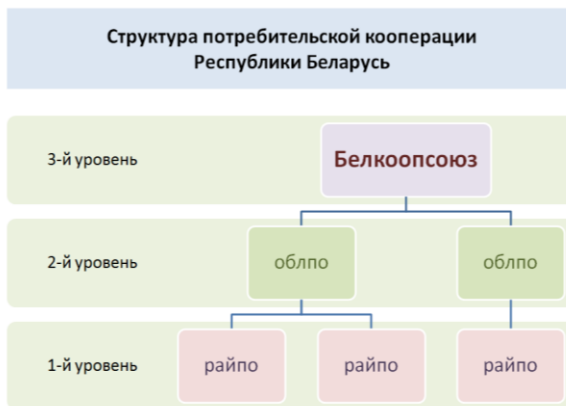 Структура потребительской кооперации
Республики Беларусь
3-й уровень
Белкоопсоюз
2-й уровень
облпо
облпо
1-й уровень
райпо
райпо
райпо